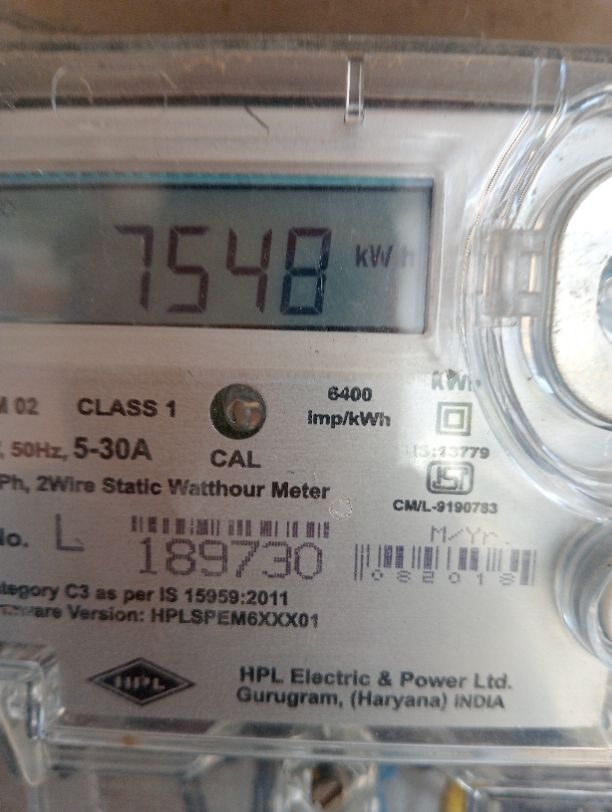 7548 kWh
6400
imp/kWh
kWh
M 02 CLASS 1
, 50Hz, 5-30A
CAL
IS:13779
Ph, 2Wire Static Watthour Meter
CM/L-9190783
No. L 189730
M/Yr.
082018
ategory C3 as per IS 15959:2011
mware Version: HPLSPEM6XXX01
HPL
HPL Electric & Power Ltd.
Gurugram, (Haryana) INDIA